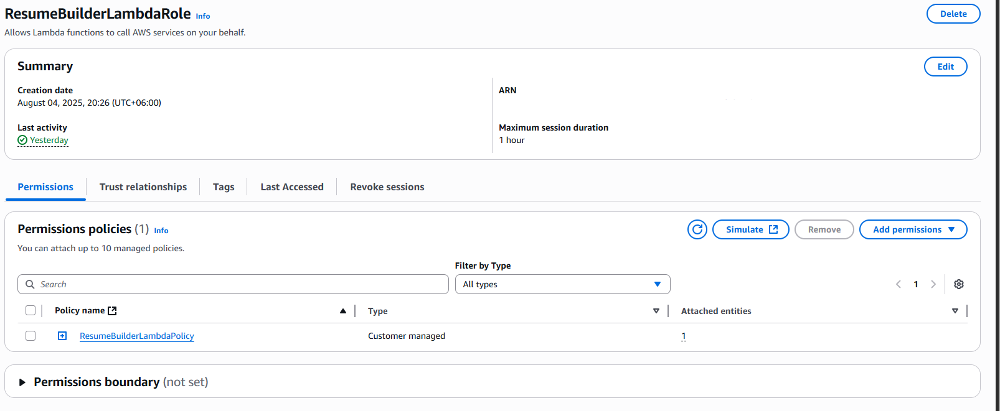 ResumeBuilderLambdaRole Info
Delete
Allows Lambda functions to call AWS services on your behalf.
Summary
Edit
Creation date
August 04, 2025, 20:26 (UTC+06:00)
ARN
Last activity
Yesterday
Maximum session duration
1 hour
Permissions
Trust relationships
Tags
Last Accessed
Revoke sessions
Permissions policies (1) Info
Simulate
Remove
Add permissions
You can attach up to 10 managed policies.
Filter by Type
Search
All types
1
Policy name
Type
Attached entities
ResumeBuilderLambdaPolicy
Customer managed
1
Permissions boundary (not set)